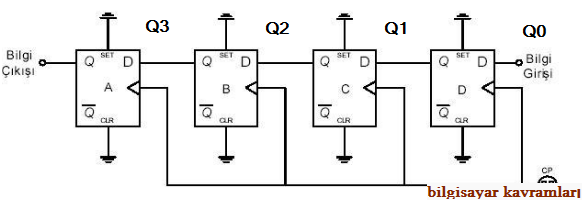 Q3 Q2 Q1 Q0
Bilgi
Çıkışı
Q SET D
A
Q CLR
Q SET D
B
Q CLR
Q SET D
C
Q CLR
Q SET D
D
Q CLR
Bilgi
Girişi
CP
bilgisayar kavramları